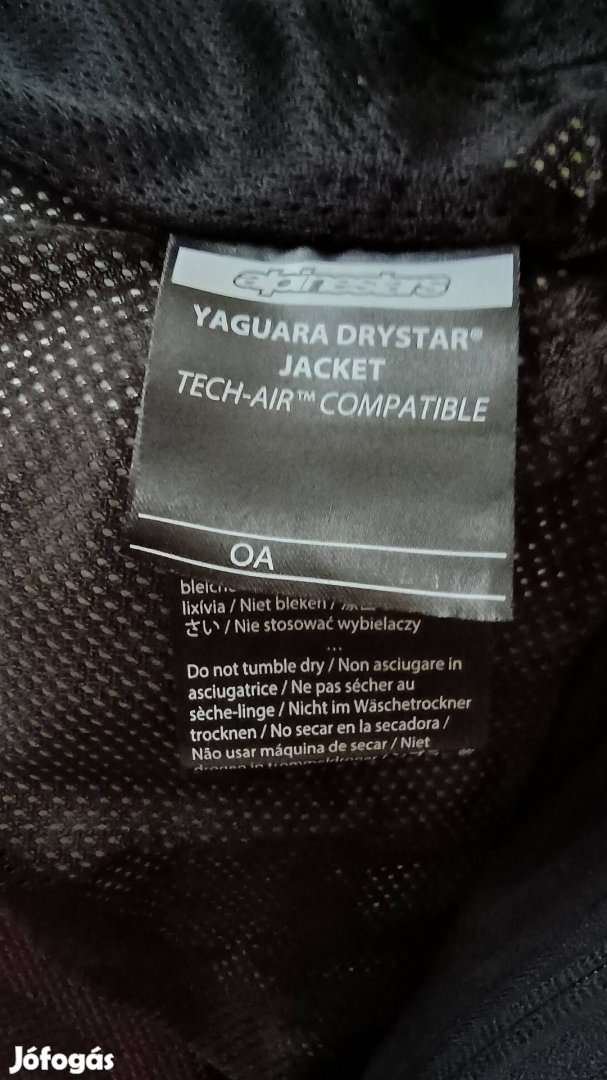 alpinestars
YAGUARA DRYSTAR®
JACKET
TECH-AIR™ COMPATIBLE
OA
lixívia / Niet bleken /
さい / Nie stosować wybielaczy
...
Do not tumble dry / Non asciugare in
asciugatrice / Ne pas sécher au
sèche-linge / Nicht im Wäschetrockner
trocknen / No secar en la secadora /
Não usar máquina de secar / Niet
Jófogás